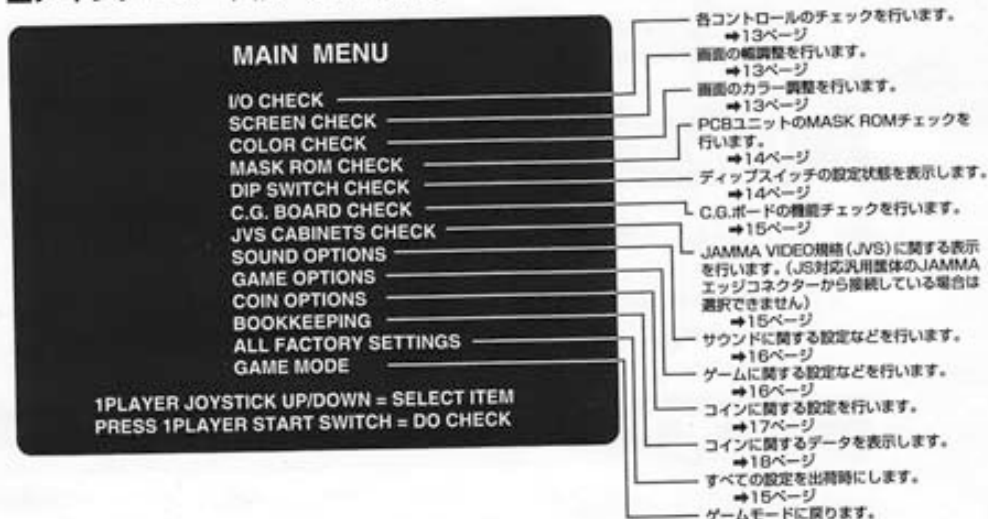 MAIN MENU
I/O CHECK
SCREEN CHECK
COLOR CHECK
MASK ROM CHECK
DIP SWITCH CHECK
C.G. BOARD CHECK
JVS CABINETS CHECK
SOUND OPTIONS
GAME OPTIONS
COIN OPTIONS
BOOKKEEPING
ALL FACTORY SETTINGS
GAME MODE
1PLAYER JOYSTICK UP/DOWN = SELECT ITEM
PRESS 1PLAYER START SWITCH = DO CHECK
各コントロールのチェックを行います。
➡13ページ
画面の幅調整を行います。
➡13ページ
画面のカラー調整を行います。
➡13ページ
PCBユニットのMASK ROMチェックを
行います。
➡14ページ
ディップスイッチの設定状態を表示します。
➡14ページ
C.G.ボードの機能チェックを行います。
➡15ページ
JAMMA VIDEO規格(JVS)に関する表示
を行います。(JS対応汎用筐体のJAMMA
エッジコネクターから接続している場合は
選択できません)
➡15ページ
サウンドに関する設定などを行います。
➡16ページ
ゲームに関する設定などを行います。
➡16ページ
コインに関する設定を行います。
➡17ページ
コインに関するデータを表示します。
➡18ページ
すべての設定を出荷時にします。
➡15ページ
ゲームモードに戻ります。